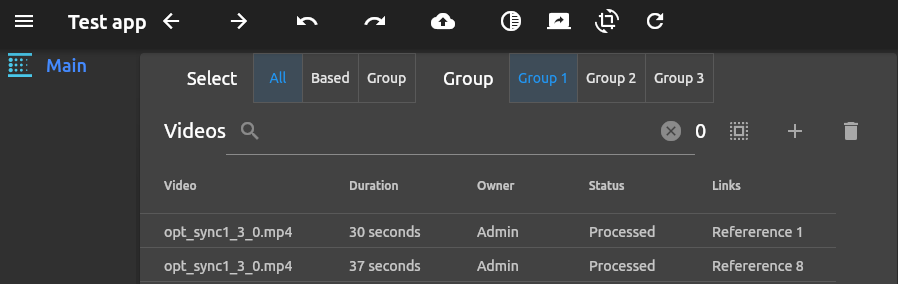 Test app
Main
Select All Based Group Group Group 1 Group 2 Group 3
Videos 0
Video Duration Owner Status Links
opt_sync1_3_0.mp4 30 seconds Admin Processed Refererence 1
opt_sync1_3_0.mp4 37 seconds Admin Processed Refererence 8